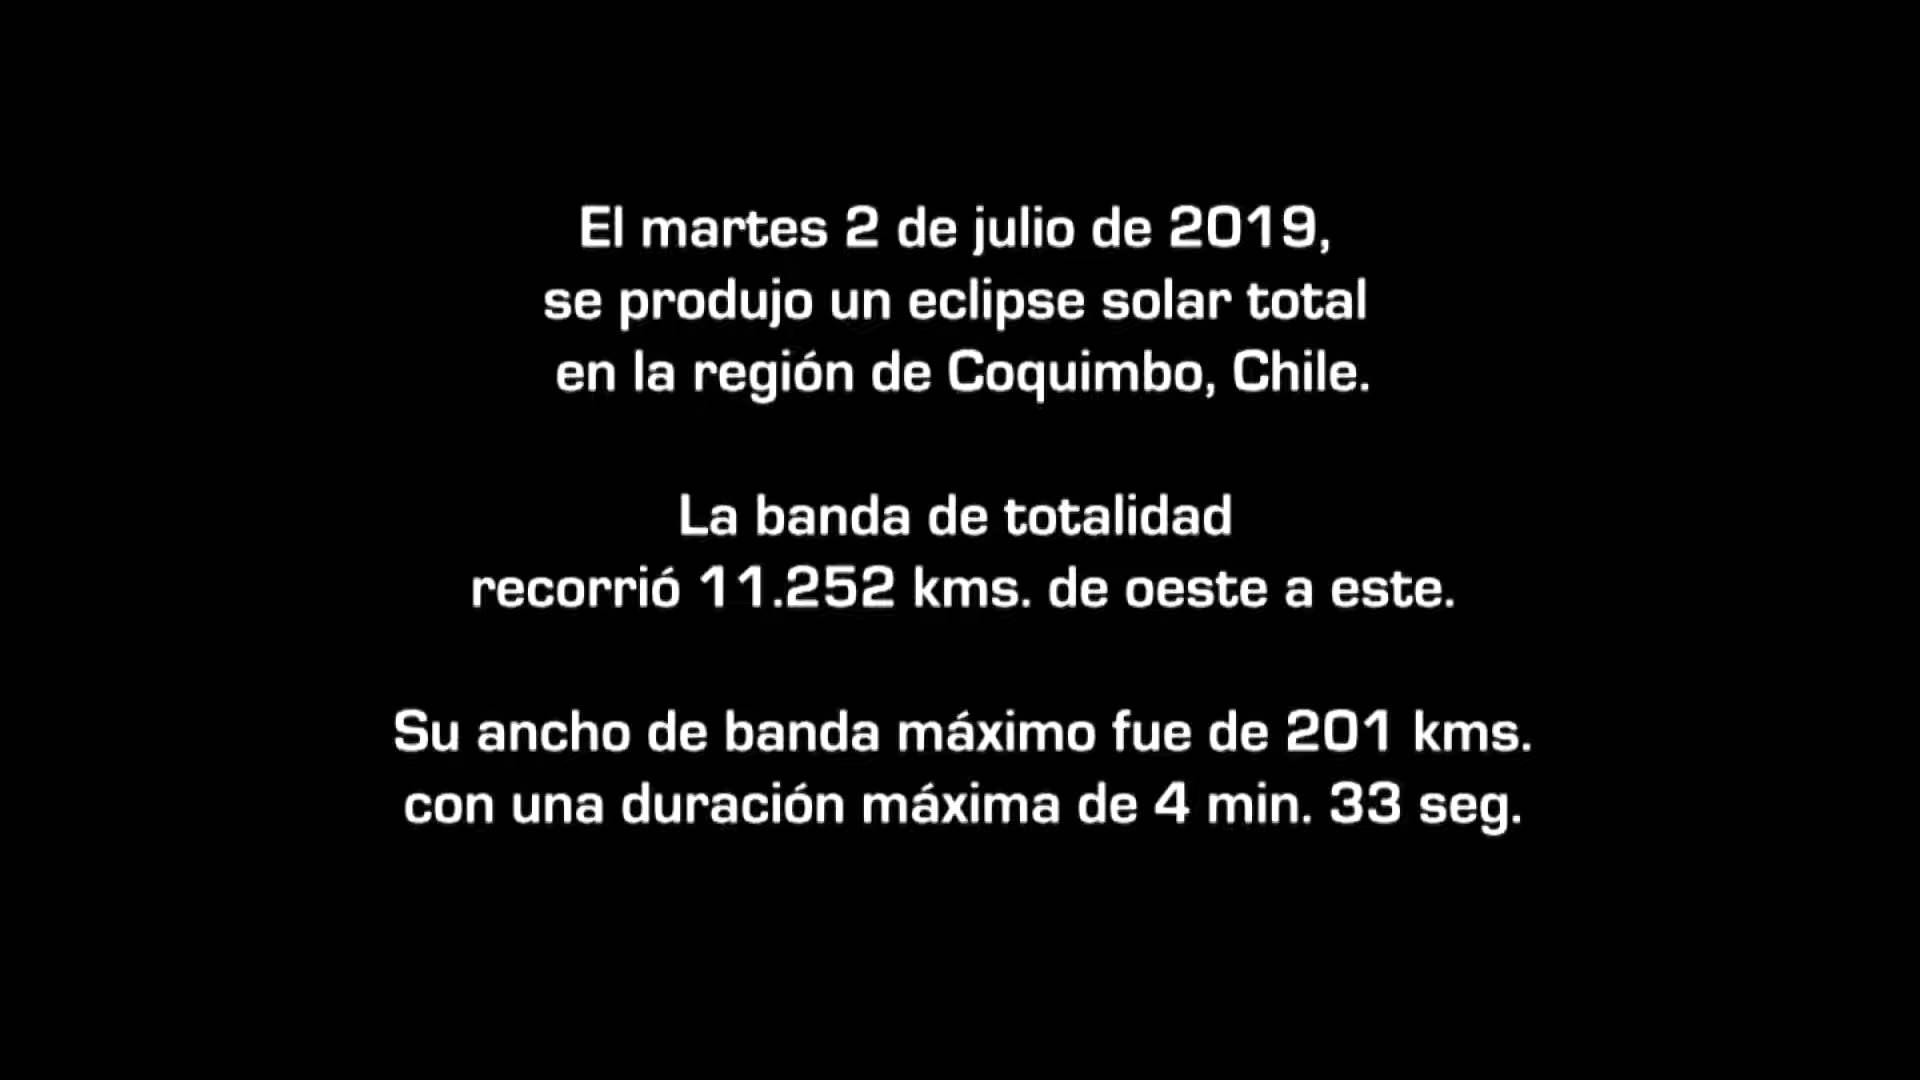 El martes 2 de julio de 2019,
se produjo un eclipse solar total
en la región de Coquimbo, Chile.
La banda de totalidad
recorrió 11.252 kms. de oeste a este.
Su ancho de banda máximo fue de 201 kms.
con una duración máxima de 4 min. 33 seg.